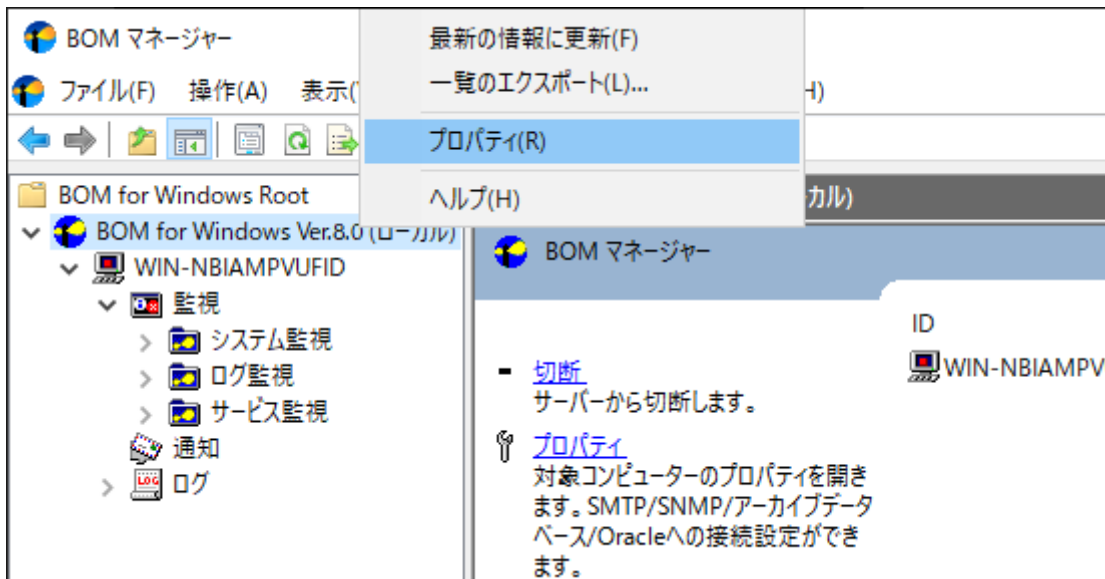 BOM マネージャー
最新の情報に更新(F)
一覧のエクスポート(L)...
プロパティ(R)
ヘルプ(H)
ファイル(F) 操作(A) 表示( H)
BOM for Windows Root
カル)
BOM for Windows Ver.8.0 (ローカル)
WIN-NBIAMPVUFID
監視
システム監視
ログ監視
サービス監視
通知
LOG
ログ
BOM マネージャー
ID
WIN-NBIAMPV
切断
サーバーから切断します。
プロパティ
対象コンピューターのプロパティを開き
ます。SMTP/SNMP/アーカイブデータ
ベース/Oracleへの接続設定ができ
ます。